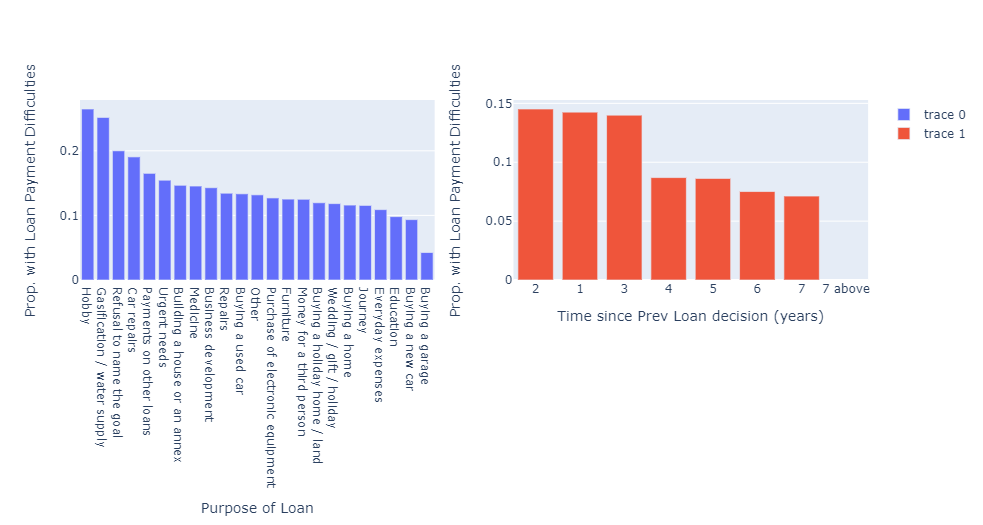 Prop. with Loan Payment Difficulties
0.2
0.1
0
Hobby
Gasification / water supply
Refusal to name the goal
Car repairs
Payments on other loans
Urgent needs
Building a house or an annex
Medicine
Business development
Repairs
Buying a used car
Other
Purchase of electronic equipment
Furniture
Money for a third person
Buying a holiday home / land
Wedding / gift / holiday
Buying a home
Journey
Everyday expenses
Education
Buying a new car
Buying a garage
Purpose of Loan
Prop. with Loan Payment Difficulties
0.15
0.1
0.05
0
2 1 3 4 5 6 7 7 above
Time since Prev Loan decision (years)
trace 0
trace 1